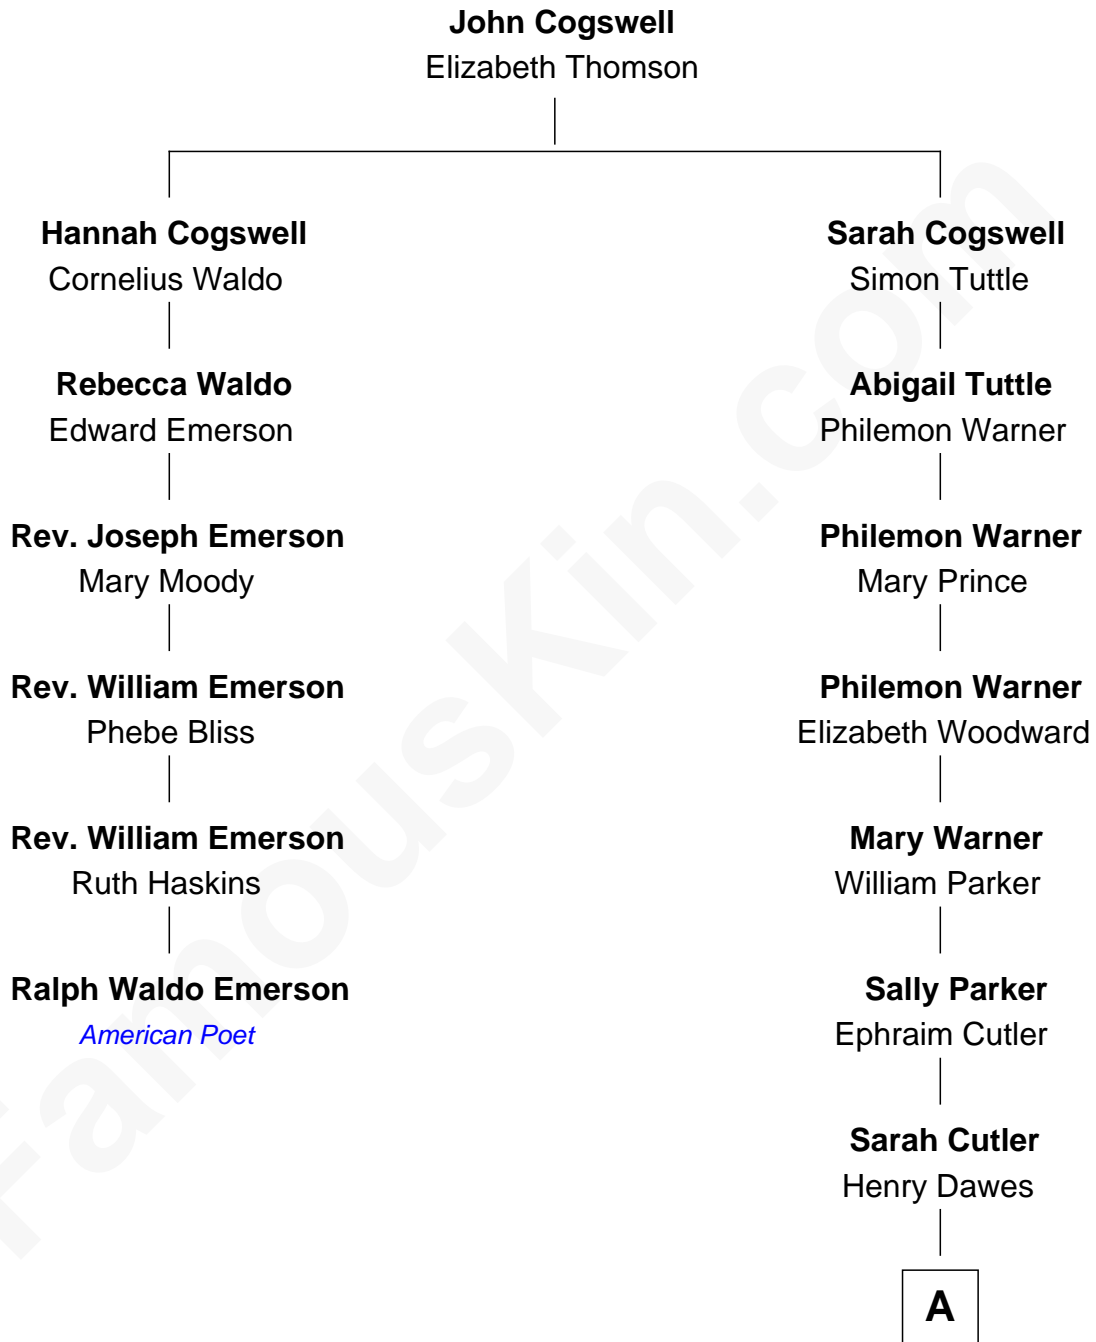 John Cogswell
Elizabeth Thomson
Hannah Cogswell
Cornelius Waldo
Rebecca Waldo
Edward Emerson
Rev. Joseph Emerson
Mary Moody
Rev. William Emerson
Phebe Bliss
Rev. William Emerson
Ruth Haskins
Ralph Waldo Emerson
American Poet
Sarah Cogswell
Simon Tuttle
Abigail Tuttle
Philemon Warner
Philemon Warner
Mary Prince
Philemon Warner
Elizabeth Woodward
Mary Warner
William Parker
Sally Parker
Ephraim Cutler
Sarah Cutler
Henry Dawes
A
FamousKin.com